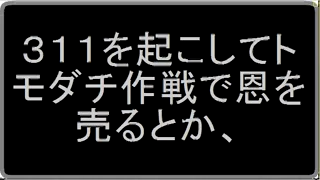 ３１１を起こしてト
モダチ作戦で恩を
売るとか、